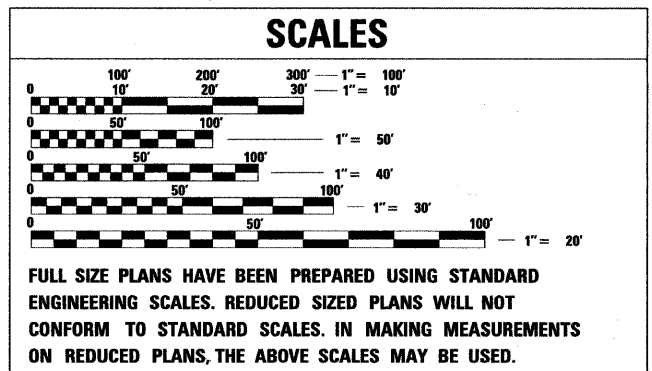 SCALES
100' 200' 300' 1" = 100'
0 10' 20' 30' 1" = 10'
0 50' 100'
1" = 50'
0 50' 100'
1" = 40'
0 50' 100'
1" = 30'
0 50' 100'
1" = 20'
FULL SIZE PLANS HAVE BEEN PREPARED USING STANDARD
ENGINEERING SCALES. REDUCED SIZED PLANS WILL NOT
CONFORM TO STANDARD SCALES. IN MAKING MEASUREMENTS
ON REDUCED PLANS, THE ABOVE SCALES MAY BE USED.